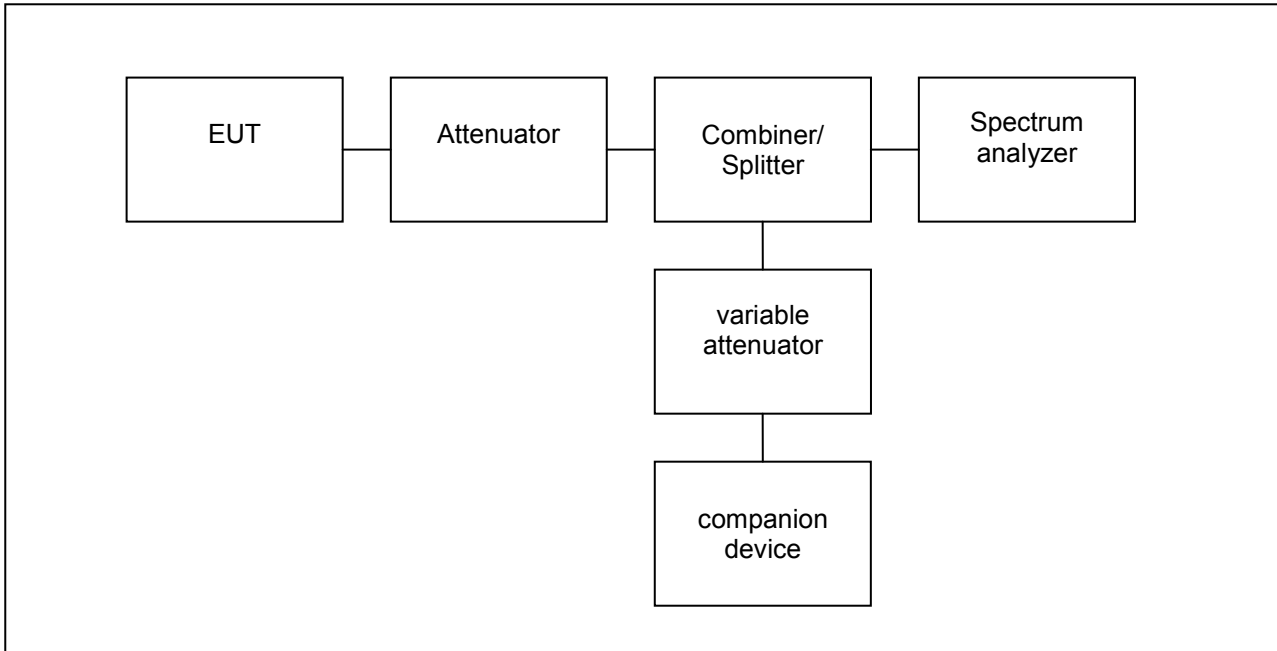 EUT
Attenuator
Combiner/
Splitter
Spectrum
analyzer
variable
attenuator
companion
device